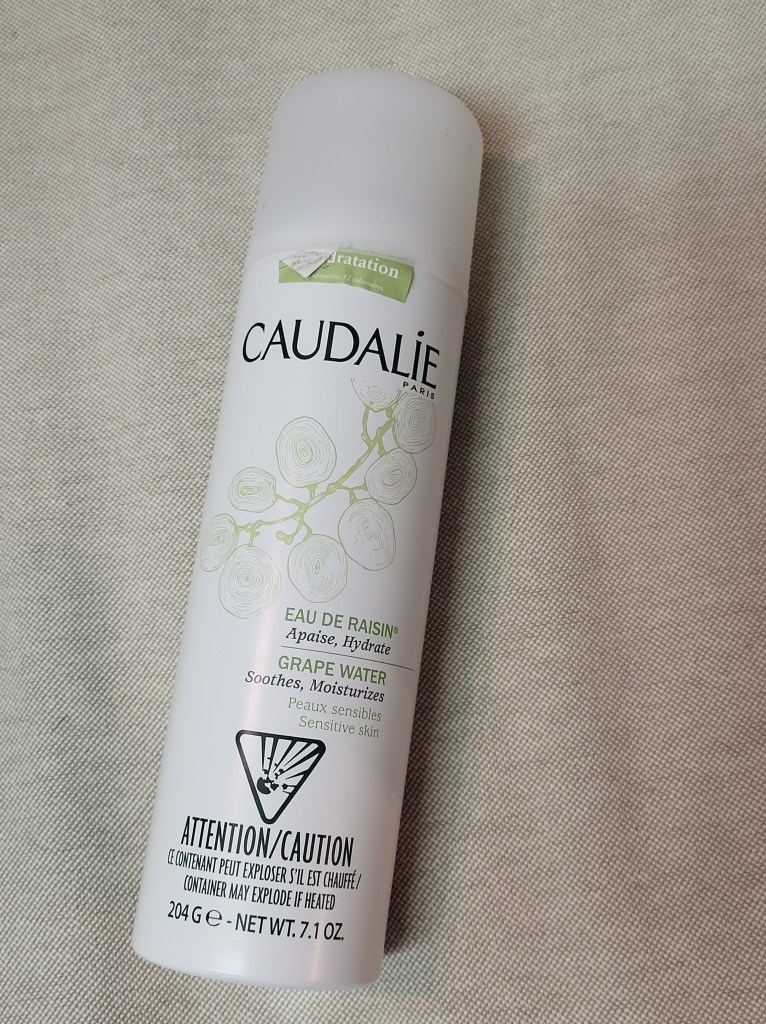 dratation
CAUDALIE
PARIS
EAU DE RAISIN®
Apaise, Hydrate
GRAPE WATER
Soothes, Moisturizes
Peaux sensibles
Sensitive skin
ATTENTION/CAUTION
CE CONTENANT PEUT EXPLOSER S'IL EST CHAUFFÉ/
CONTAINER MAY EXPLODE IF HEATED
204 G ℮ - NET WT. 7.1 OZ.